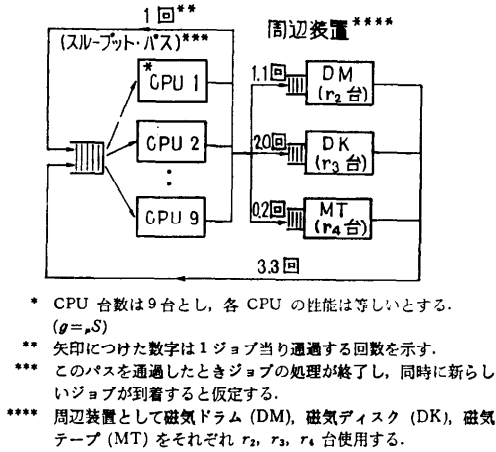 1 回**
(スループット・パス)***
周辺装置****
* CPU 1
CPU 2
⋮
CPU 9
1.1回
DM
(r₂台)
2.0回
DK
(r₃台)
0.2回
MT
(r₄台)
3.3 回
* CPU 台数は9台とし，各 CPU の性能は等しいとする．
(g=ₚS)
** 矢印につけた数字は1ジョブ当り通過する回数を示す．
*** このパスを通過したときジョブの処理が終了し，同時に新らし
いジョブが到着すると仮定する．
**** 周辺装置として磁気ドラム (DM)，磁気ディスク (DK)，磁気
テープ (MT) をそれぞれ r₂，r₃，r₄ 台使用する．